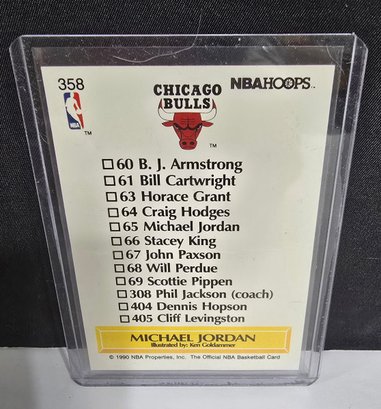 358
CHICAGO
BULLS
NBAHOOPS™
NBA
™
™
60 B. J. Armstrong
61 Bill Cartwright
63 Horace Grant
64 Craig Hodges
65 Michael Jordan
66 Stacey King
67 John Paxson
68 Will Perdue
69 Scottie Pippen
308 Phil Jackson (coach)
404 Dennis Hopson
405 Cliff Levingston
MICHAEL JORDAN
Illustrated by: Ken Goldammer
© 1990 NBA Properties, Inc. The Official NBA Basketball Card